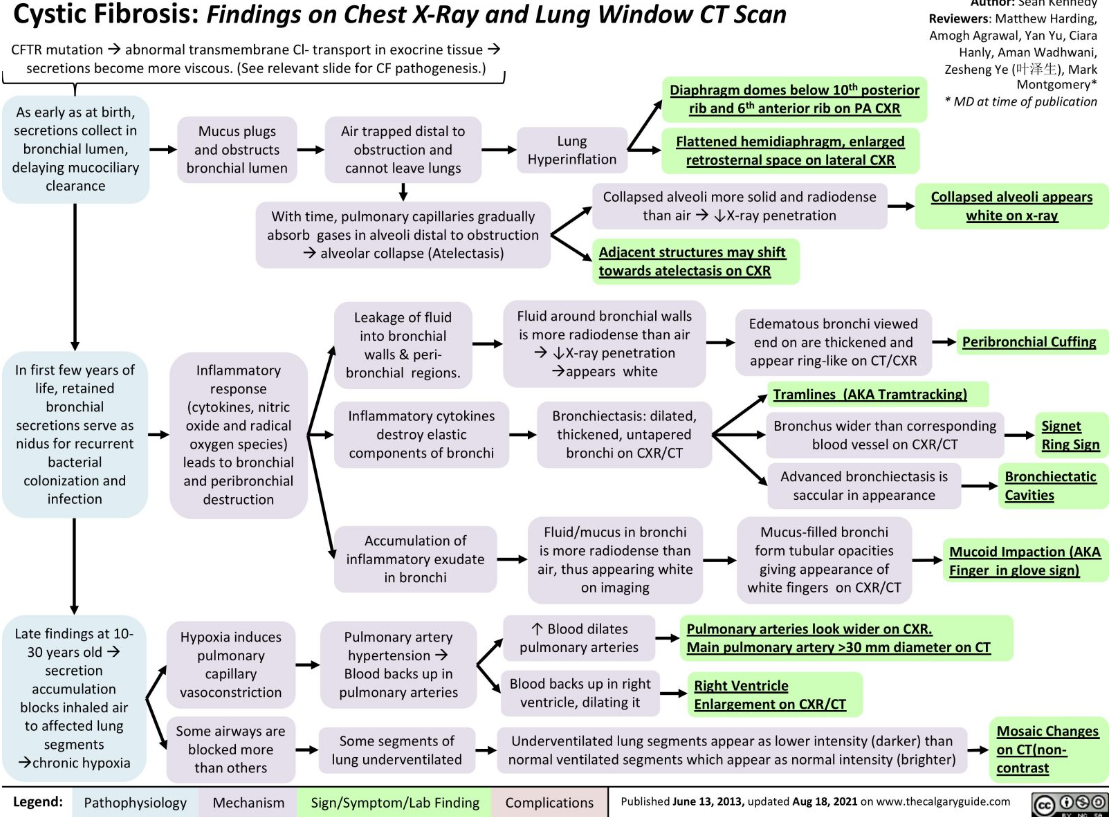 Cystic Fibrosis: Findings on Chest X-Ray and Lung Window CT Scan
Author: Sean Kennedy
Reviewers: Matthew Harding,
Amogh Agrawal, Yan Yu, Ciara
Hanly, Aman Wadhwani,
Zesheng Ye (叶泽生), Mark
Montgomery*
* MD at time of publication
CFTR mutation → abnormal transmembrane Cl- transport in exocrine tissue →
secretions become more viscous. (See relevant slide for CF pathogenesis.)
As early as at birth,
secretions collect in
bronchial lumen,
delaying mucociliary
clearance
Mucus plugs
and obstructs
bronchial lumen
Air trapped distal to
obstruction and
cannot leave lungs
Lung
Hyperinflation
Diaphragm domes below 10th posterior
rib and 6th anterior rib on PA CXR
Flattened hemidiaphragm, enlarged
retrosternal space on lateral CXR
With time, pulmonary capillaries gradually
absorb gases in alveoli distal to obstruction
→ alveolar collapse (Atelectasis)
Collapsed alveoli more solid and radiodense
than air → ↓X-ray penetration
Collapsed alveoli appears
white on x-ray
Adjacent structures may shift
towards atelectasis on CXR
In first few years of
life, retained
bronchial
secretions serve as
nidus for recurrent
bacterial
colonization and
infection
Inflammatory
response
(cytokines, nitric
oxide and radical
oxygen species)
leads to bronchial
and peribronchial
destruction
Leakage of fluid
into bronchial
walls & peri-
bronchial regions.
Fluid around bronchial walls
is more radiodense than air
→ ↓X-ray penetration
→appears white
Edematous bronchi viewed
end on are thickened and
appear ring-like on CT/CXR
Peribronchial Cuffing
Inflammatory cytokines
destroy elastic
components of bronchi
Bronchiectasis: dilated,
thickened, untapered
bronchi on CXR/CT
Tramlines (AKA Tramtracking)
Bronchus wider than corresponding
blood vessel on CXR/CT
Signet
Ring Sign
Advanced bronchiectasis is
saccular in appearance
Bronchiectatic
Cavities
Accumulation of
inflammatory exudate
in bronchi
Fluid/mucus in bronchi
is more radiodense than
air, thus appearing white
on imaging
Mucus-filled bronchi
form tubular opacities
giving appearance of
white fingers on CXR/CT
Mucoid Impaction (AKA
Finger in glove sign)
Late findings at 10-
30 years old →
secretion
accumulation
blocks inhaled air
to affected lung
segments
→chronic hypoxia
Hypoxia induces
pulmonary
capillary
vasoconstriction
Pulmonary artery
hypertension →
Blood backs up in
pulmonary arteries
↑ Blood dilates
pulmonary arteries
Pulmonary arteries look wider on CXR.
Main pulmonary artery >30 mm diameter on CT
Blood backs up in right
ventricle, dilating it
Right Ventricle
Enlargement on CXR/CT
Some airways are
blocked more
than others
Some segments of
lung underventilated
Underventilated lung segments appear as lower intensity (darker) than
normal ventilated segments which appear as normal intensity (brighter)
Mosaic Changes
on CT(non-
contrast
Legend:
Pathophysiology
Mechanism
Sign/Symptom/Lab Finding
Complications
Published June 13, 2013, updated Aug 18, 2021 on www.thecalgaryguide.com
cc
BY NC SA